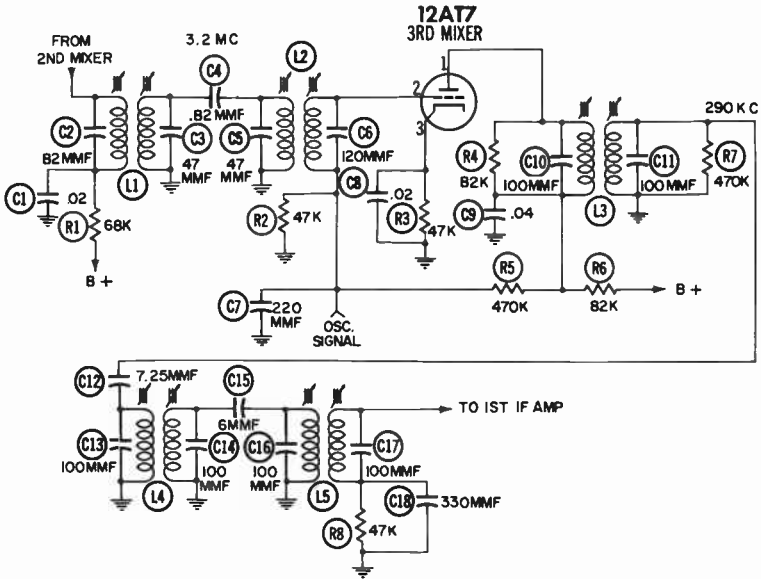 12AT7
3RD MIXER
FROM
2ND MIXER
3.2 MC
C4
L2
1
2
3
290 KC
C2
82MMF
.82MMF
C3
47
MMF
C5
47
MMF
C6
120MMF
R4
82K
C10
100MMF
C11
100 MMF
R7
470K
C1
.02
L1
R1
68K
B +
R2
47K
C8
.02
R3
47K
C9
.04
L3
R5
470K
R6
82K
B +
C7
220
MMF
OSC.
SIGNAL
C12
7.25MMF
C15
6MMF
TO 1ST IF AMP
C13
100MMF
C14
100
MMF
C16
100
MMF
C17
100MMF
L4
L5
C18
330MMF
R8
47K